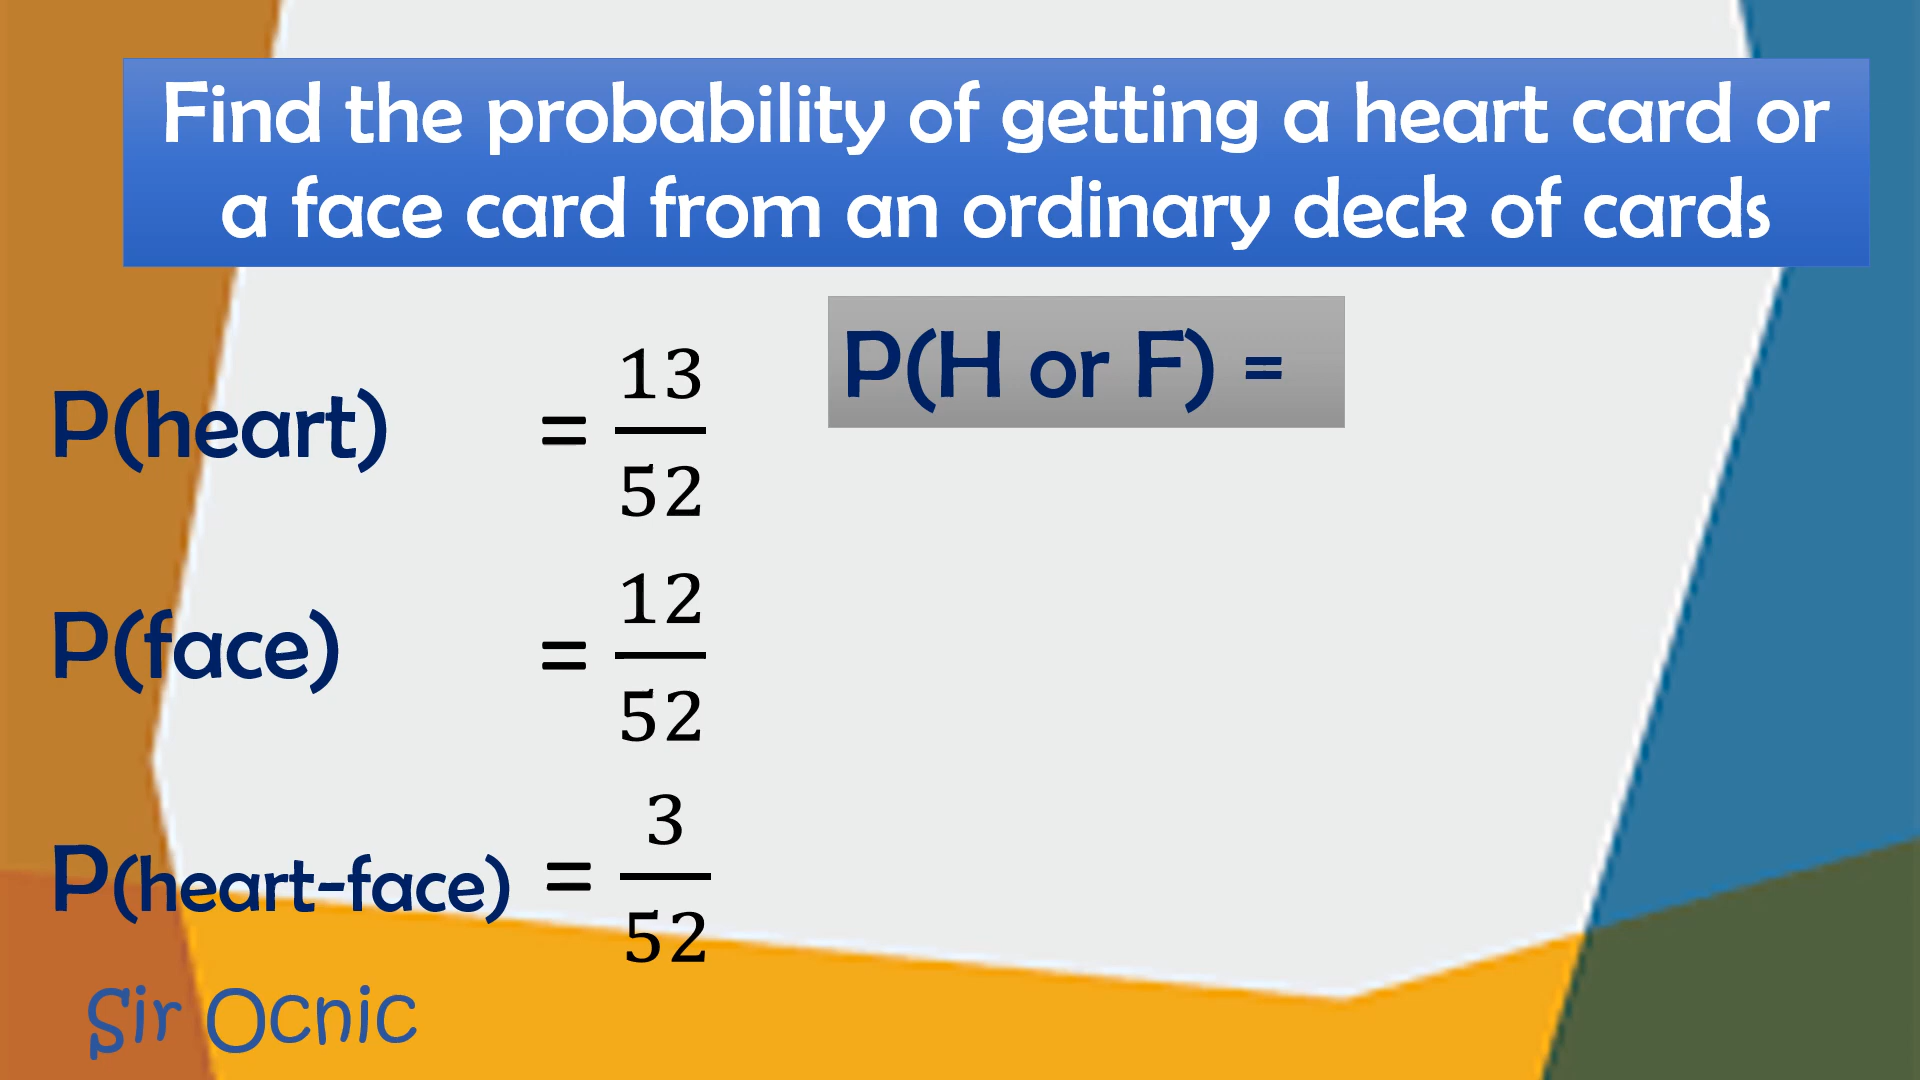 Find the probability of getting a heart card or
a face card from an ordinary deck of cards
P(H or F) =
P(heart) = 13/52
P(face) = 12/52
P(heart-face) = 3/52
Sir Ocnic